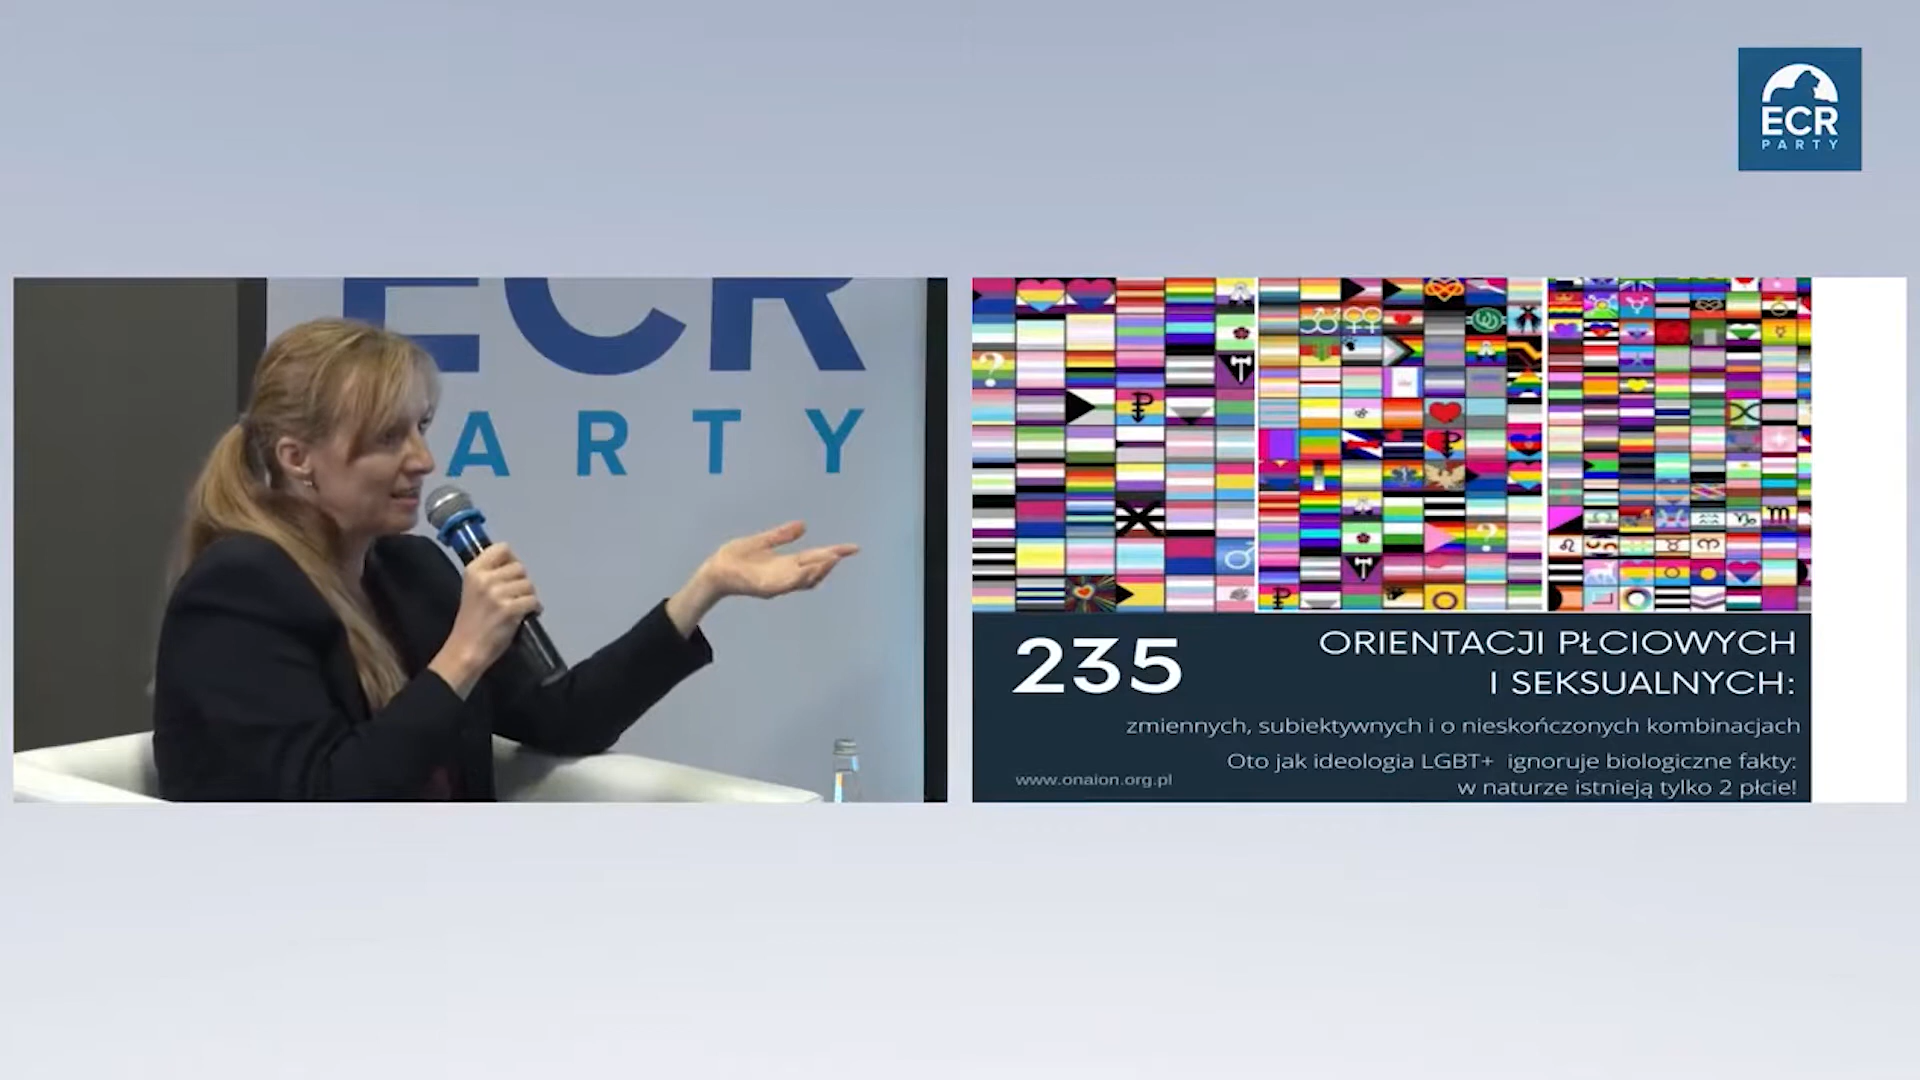 ECR
PARTY
ECR
PARTY
235
ORIENTACJI PŁCIOWYCH
I SEKSUALNYCH:
zmiennych, subiektywnych i o nieskończonych kombinacjach
Oto jak ideologia LGBT+ ignoruje biologiczne fakty:
w naturze istnieją tylko 2 płcie!
www.onaion.org.pl